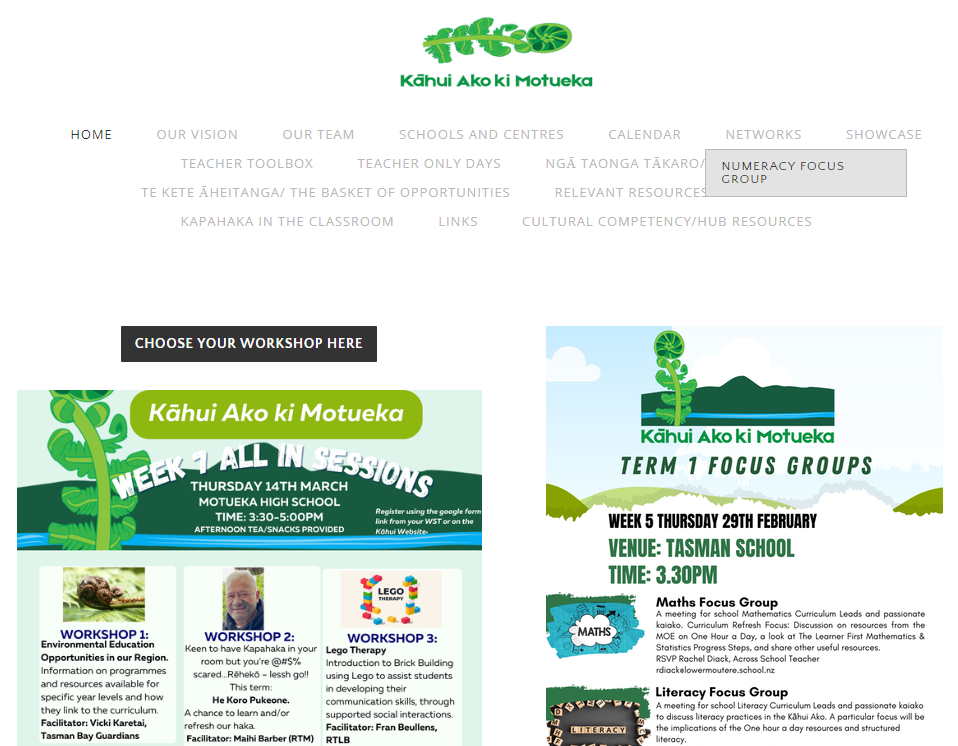 Kāhui Ako ki Motueka
HOME OUR VISION OUR TEAM SCHOOLS AND CENTRES CALENDAR NETWORKS SHOWCASE
TEACHER TOOLBOX TEACHER ONLY DAYS NGĀ TAONGA TĀKARO/
NUMERACY FOCUS
GROUP
TE KETE ĀHEITANGA/ THE BASKET OF OPPORTUNITIES RELEVANT RESOURCES
KAPAHAKA IN THE CLASSROOM LINKS CULTURAL COMPETENCY/HUB RESOURCES
CHOOSE YOUR WORKSHOP HERE
Kāhui Ako ki Motueka
WEEK 7 ALL IN SESSIONS
THURSDAY 14TH MARCH
MOTUEKA HIGH SCHOOL
TIME: 3:30-5:00PM
AFTERNOON TEA/SNACKS PROVIDED
Register using the google form
link from your WST or on the
Kāhui Website-
WORKSHOP 1:
Environmental Education
Opportunities in our Region.
Information on programmes
and resources available for
specific year levels and how
they link to the curriculum.
Facilitator: Vicki Karetai,
Tasman Bay Guardians
WORKSHOP 2:
Keen to have Kapahaka in your
room but you're @#$%
scared...Rēhekō – lessh go!!
This term:
He Koro Pukeone.
A chance to learn and/or
refresh our haka.
Facilitator: Maihi Barber (RTM)
LEGO
THERAPY
WORKSHOP 3:
Lego Therapy
Introduction to Brick Building
using Lego to assist students
in developing their
communication skills, through
supported social interactions.
Facilitator: Fran Beullens,
RTLB
Kāhui Ako ki Motueka
TERM 1 FOCUS GROUPS
WEEK 5 THURSDAY 29TH FEBRUARY
VENUE: TASMAN SCHOOL
TIME: 3.30PM
MATHS
Maths Focus Group
A meeting for school Mathematics Curriculum Leads and passionate
kaiako. Curriculum Refresh Focus: Discussion on resources from the
MOE on One Hour a Day, a look at The Learner First Mathematics &
Statistics Progress Steps, and share other useful resources.
RSVP Rachel Diack, Across School Teacher
rdiackelowermoutere.school.nz
LITERACY
Literacy Focus Group
A meeting for school Literacy Curriculum Leads and passionate kaiako
to discuss literacy practices in the Kāhui Ako. A particular focus will be
the implications of the One hour a day resources and structured
literacy.